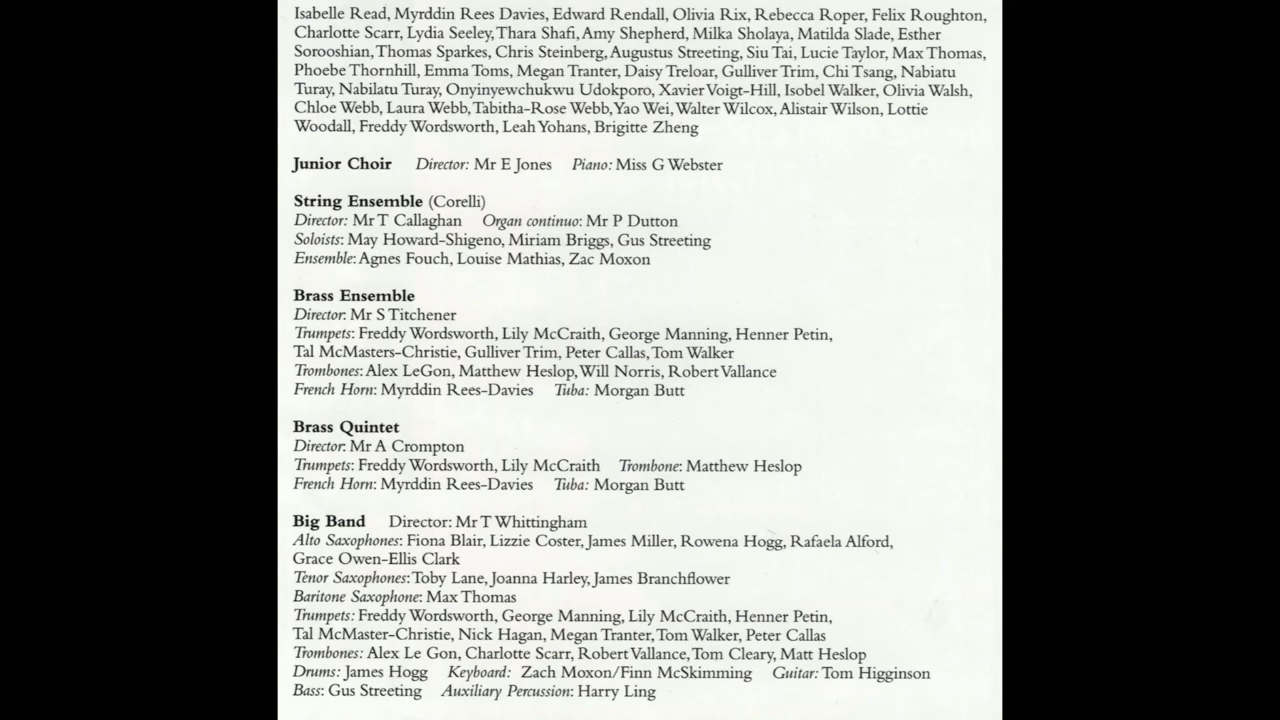 Isabelle Read, Myrddin Rees Davies, Edward Rendall, Olivia Rix, Rebecca Roper, Felix Roughton,
Charlotte Scarr, Lydia Seeley, Thara Shafi, Amy Shepherd, Milka Sholaya, Matilda Slade, Esther
Sorooshian, Thomas Sparkes, Chris Steinberg, Augustus Streeting, Siu Tai, Lucie Taylor, Max Thomas,
Phoebe Thornhill, Emma Toms, Megan Tranter, Daisy Treloar, Gulliver Trim, Chi Tsang, Nabiatu
Turay, Nabilatu Turay, Onyinyewchukwu Udokporo, Xavier Voigt-Hill, Isobel Walker, Olivia Walsh,
Chloe Webb, Laura Webb, Tabitha-Rose Webb, Yao Wei, Walter Wilcox, Alistair Wilson, Lottie
Woodall, Freddy Wordsworth, Leah Yohans, Brigitte Zheng
Junior Choir Director: Mr E Jones Piano: Miss G Webster
String Ensemble (Corelli)
Director: Mr T Callaghan Organ continuo: Mr P Dutton
Soloists: May Howard-Shigeno, Miriam Briggs, Gus Streeting
Ensemble: Agnes Fouch, Louise Mathias, Zac Moxon
Brass Ensemble
Director: Mr S Titchener
Trumpets: Freddy Wordsworth, Lily McCraith, George Manning, Henner Petin,
Tal McMasters-Christie, Gulliver Trim, Peter Callas, Tom Walker
Trombones: Alex LeGon, Matthew Heslop, Will Norris, Robert Vallance
French Horn: Myrddin Rees-Davies Tuba: Morgan Butt
Brass Quintet
Director: Mr A Crompton
Trumpets: Freddy Wordsworth, Lily McCraith Trombone: Matthew Heslop
French Horn: Myrddin Rees-Davies Tuba: Morgan Butt
Big Band Director: Mr T Whittingham
Alto Saxophones: Fiona Blair, Lizzie Coster, James Miller, Rowena Hogg, Rafaela Alford,
Grace Owen-Ellis Clark
Tenor Saxophones: Toby Lane, Joanna Harley, James Branchflower
Baritone Saxophone: Max Thomas
Trumpets: Freddy Wordsworth, George Manning, Lily McCraith, Henner Petin,
Tal McMaster-Christie, Nick Hagan, Megan Tranter, Tom Walker, Peter Callas
Trombones: Alex Le Gon, Charlotte Scarr, Robert Vallance, Tom Cleary, Matt Heslop
Drums: James Hogg Keyboard: Zach Moxon/Finn McSkimming Guitar: Tom Higginson
Bass: Gus Streeting Auxiliary Percussion: Harry Ling